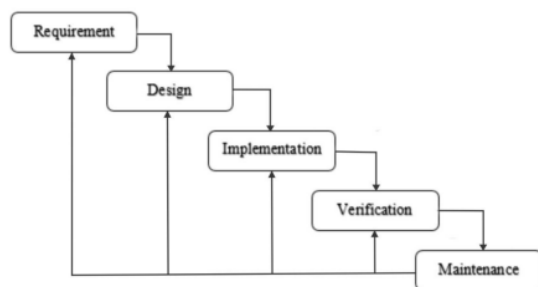 Requirement
Design
Implementation
Verification
Maintenance